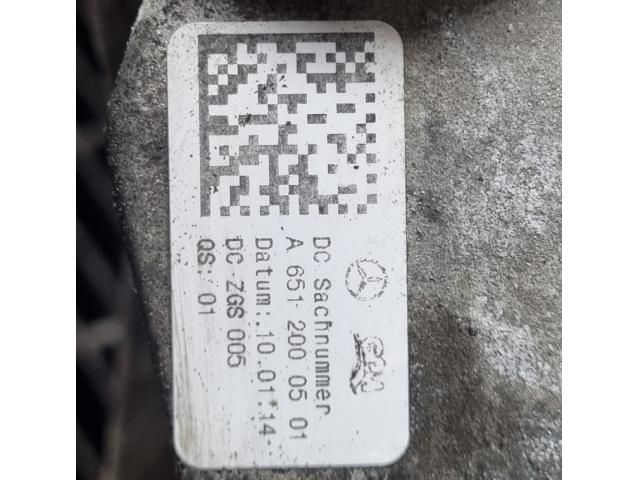 DC Sachnummer
A 651 200 05 01
Datum: 10.01.14
DC ZGS 005
QS: 01